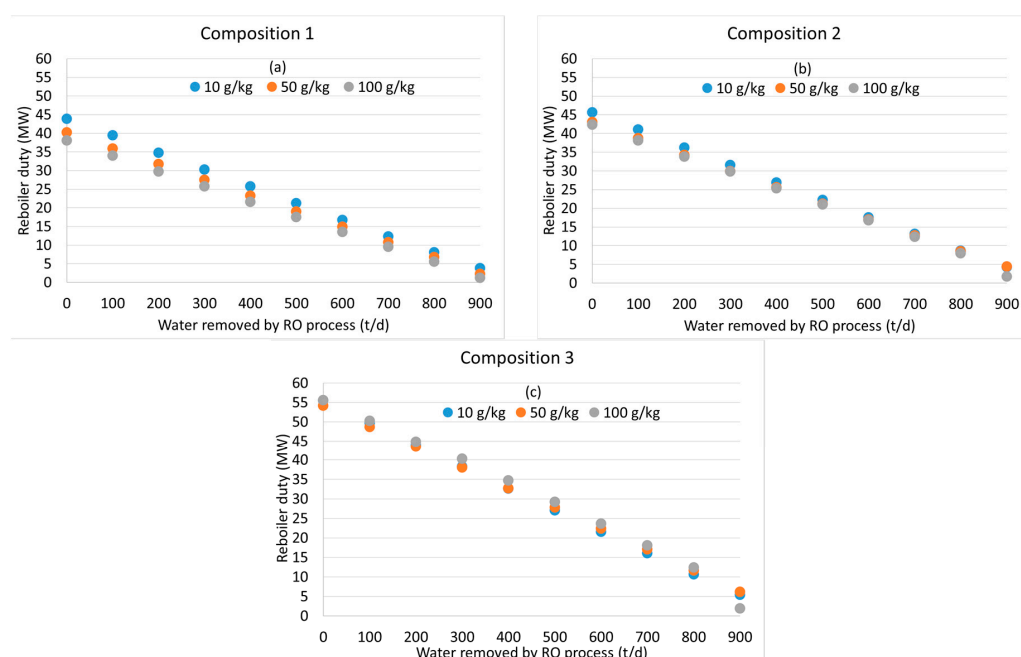 Composition 1
(a)
10 g/kg 50 g/kg 100 g/kg
Reboiler duty (MW)
60
55
50
45
40
35
30
25
20
15
10
5
0
0 100 200 300 400 500 600 700 800 900
Water removed by RO process (t/d)
Composition 2
(b)
10 g/kg 50 g/kg 100 g/kg
Reboiler duty (MW)
60
55
50
45
40
35
30
25
20
15
10
5
0
0 100 200 300 400 500 600 700 800 900
Water removed by RO process (t/d)
Composition 3
(c)
10 g/kg 50 g/kg 100 g/kg
Reboiler duty (MW)
60
55
50
45
40
35
30
25
20
15
10
5
0
0 100 200 300 400 500 600 700 800 900
Water removed by RO process (t/d)